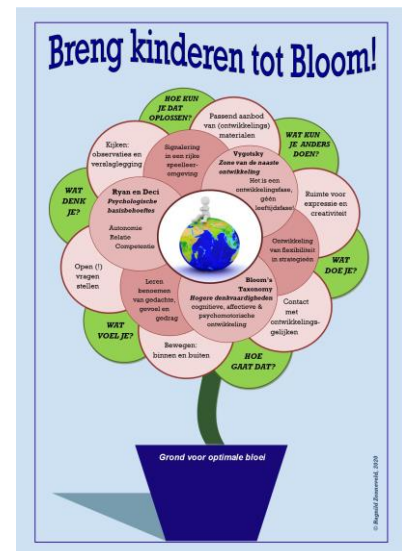 Breng kinderen tot Bloom!
HOE KUN
JE DAT
OPLOSSEN?
Passend aanbod
van (ontwikkelings)
materialen
WAT KUN
JE ANDERS
DOEN?
Kijken:
observaties en
verslaglegging
Signalering
in een rijke
speelleer-
omgeving
Vygotsky
Zone van de naaste
ontwikkeling
Het is een
ontwikkelingsfase,
géén
leeftijdsfase!
WAT
DENK
JE?
Ryan en Deci
Psychologische
basisbehoeftes
Autonomie
Relatie
Competentie
Ruimte voor
expressie en
creativiteit
Ontwikkeling
van flexibiliteit
in strategieën
WAT
DOE JE?
Open (!)
vragen
stellen
Leren
benoemen
van gedachte,
gevoel en
gedrag
Bloom's
Taxonomy
Hogere denkvaardigheden
cognitieve, affectieve &
psychomotorische
ontwikkeling
Contact
met
ontwikkelings-
gelijken
WAT
VOEL JE?
Bewegen:
binnen en buiten
HOE
GAAT DAT?
Grond voor optimale bloei
© Ragnild Zonneveld, 2020